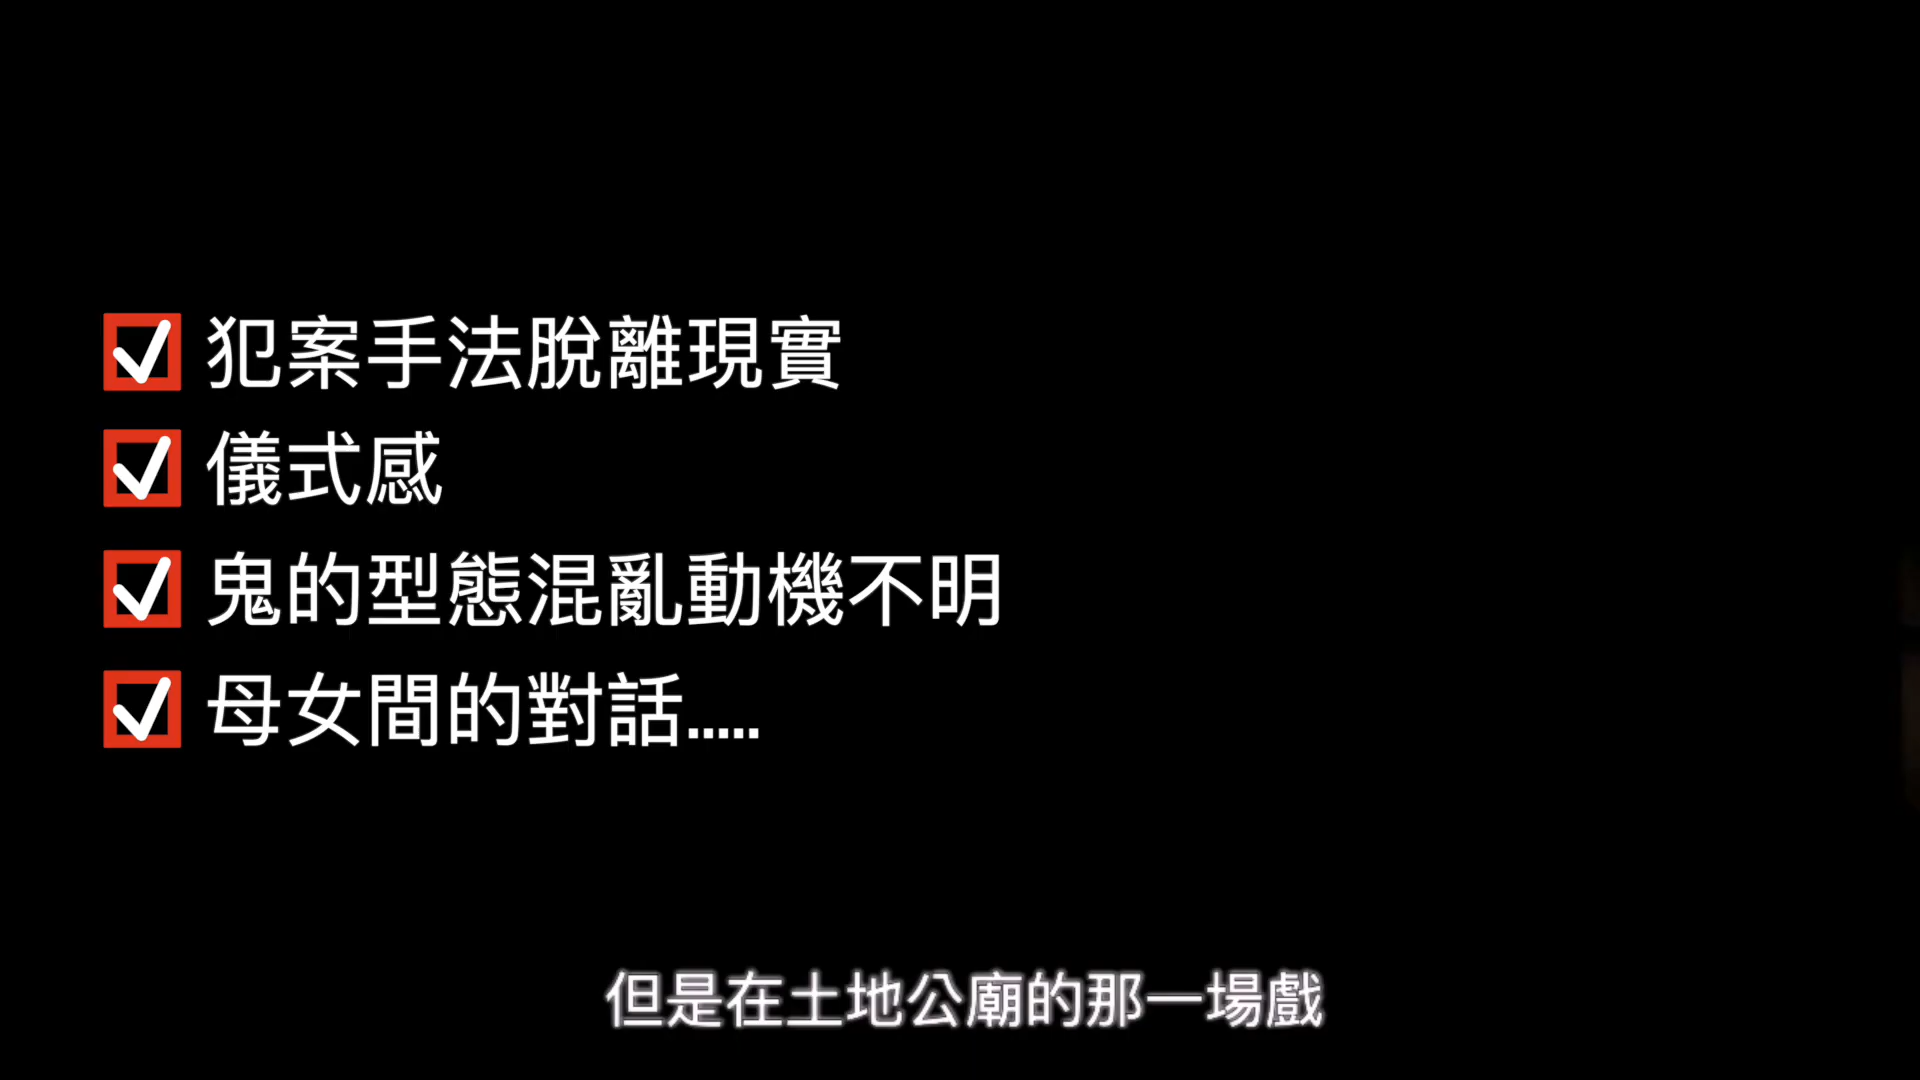 犯案手法脫離現實
儀式感
鬼的型態混亂動機不明
母女間的對話.....
但是在土地公廟的那一場戲